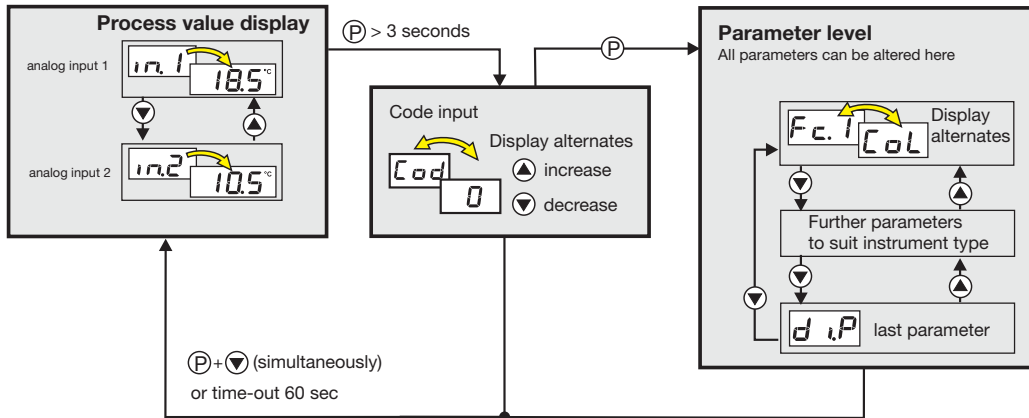 Process value display
analog input 1
in.1
18.5 °C
analog input 2
in.2
10.5 °C
P > 3 seconds
Code input
Display alternates
Cod
0
increase
decrease
P
Parameter level
All parameters can be altered here
Fc.1
CoL
Display
alternates
Further parameters
to suit instrument type
di.P
last parameter
P + (simultaneously)
or time-out 60 sec